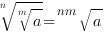 ⁿ√(ᵐ√a) = ⁿᵐ√a